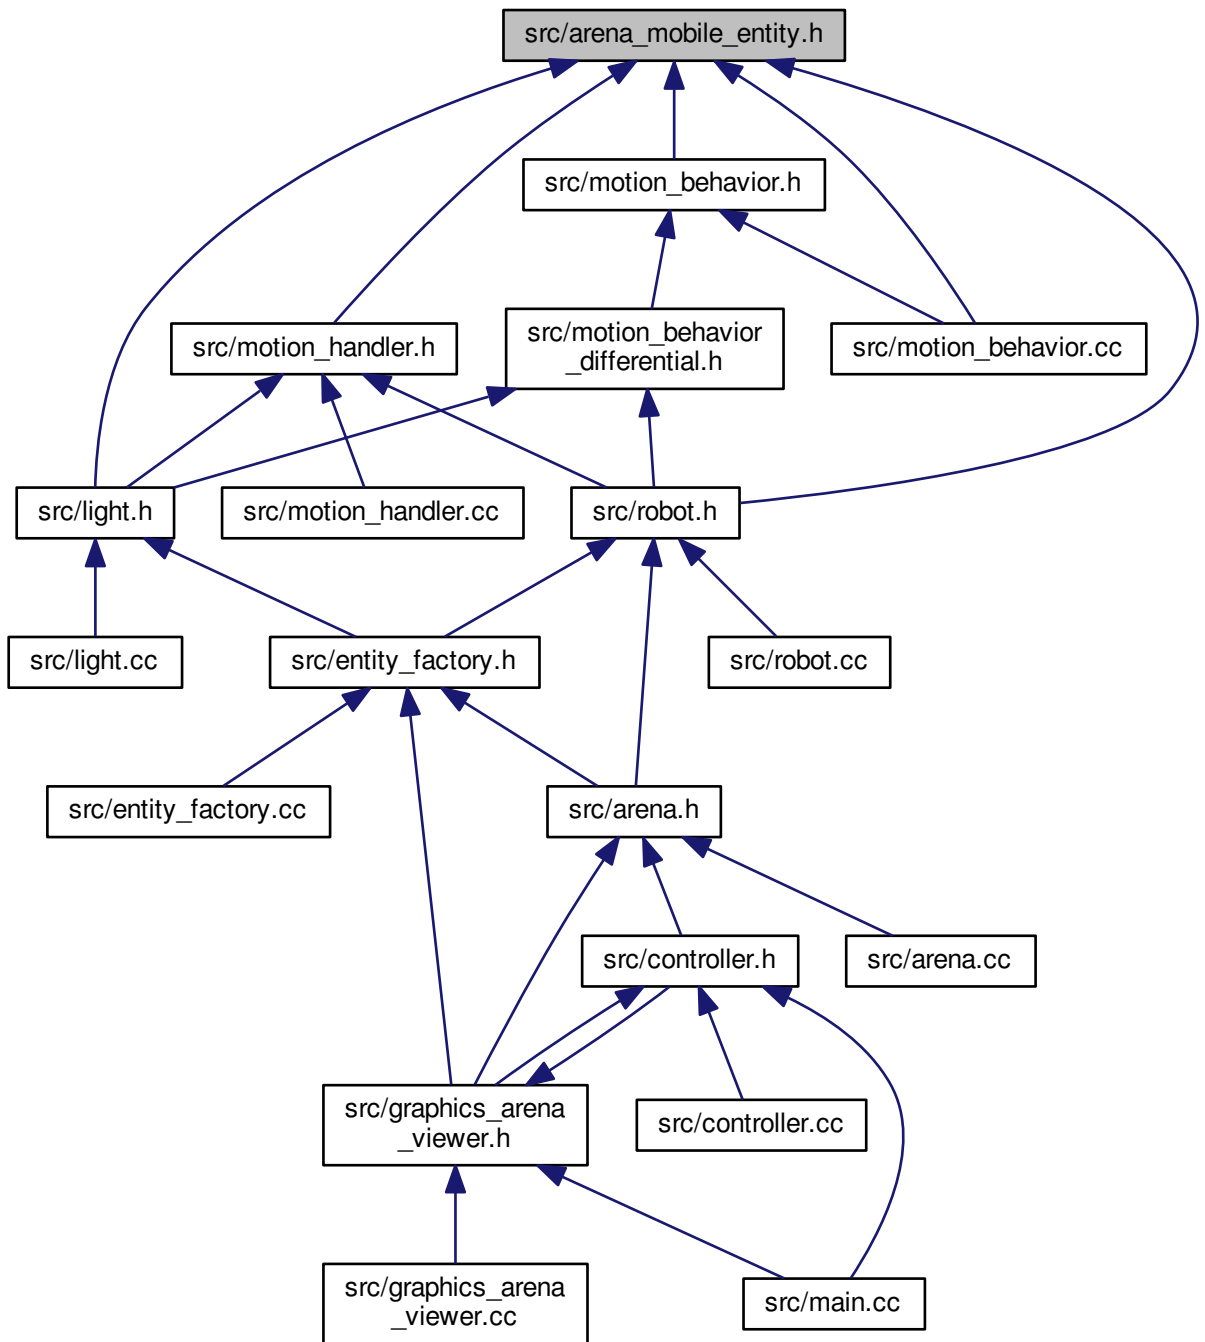 src/arena_mobile_entity.h
src/motion_behavior.h
src/motion_handler.h
src/motion_behavior
_differential.h
src/motion_behavior.cc
src/light.h
src/motion_handler.cc
src/robot.h
src/light.cc
src/entity_factory.h
src/robot.cc
src/entity_factory.cc
src/arena.h
src/controller.h
src/arena.cc
src/graphics_arena
_viewer.h
src/controller.cc
src/graphics_arena
_viewer.cc
src/main.cc